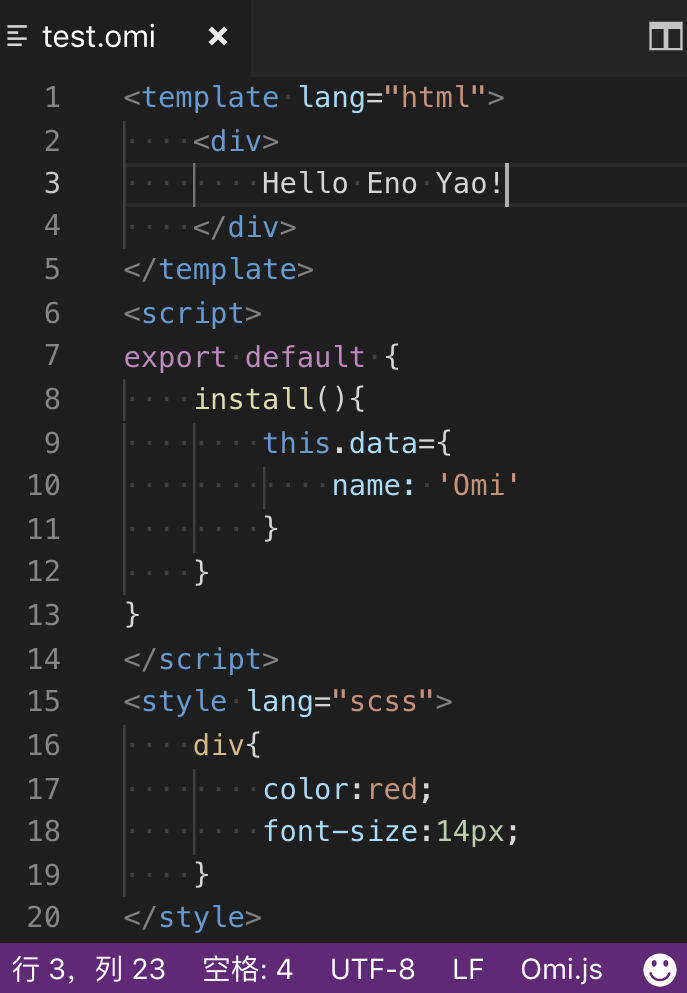 test.omi ×
1 <template lang="html">
2     <div>
3         Hello Eno Yao!
4     </div>
5 </template>
6 <script>
7 export default {
8     install(){
9         this.data={
10             name: 'Omi'
11         }
12     }
13 }
14 </script>
15 <style lang="scss">
16     div{
17         color:red;
18         font-size:14px;
19     }
20 </style>
行 3，列 23 空格: 4 UTF-8 LF Omi.js